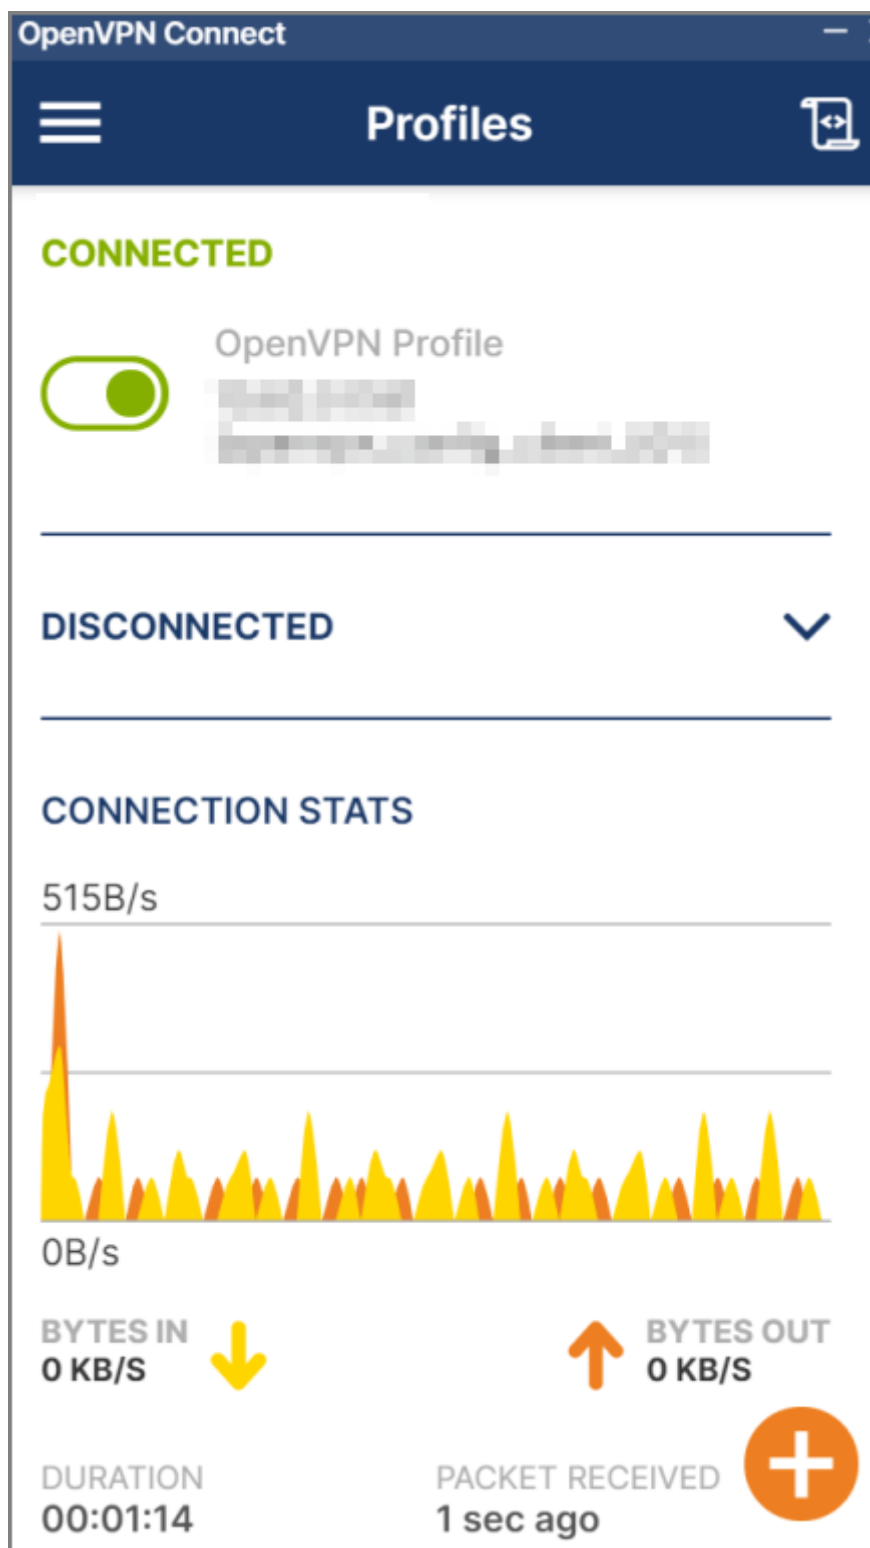 OpenVPN Connect
Profiles
CONNECTED
OpenVPN Profile
DISCONNECTED
CONNECTION STATS
515B/s
0B/s
BYTES IN
0 KB/S
BYTES OUT
0 KB/S
DURATION
00:01:14
PACKET RECEIVED
1 sec ago